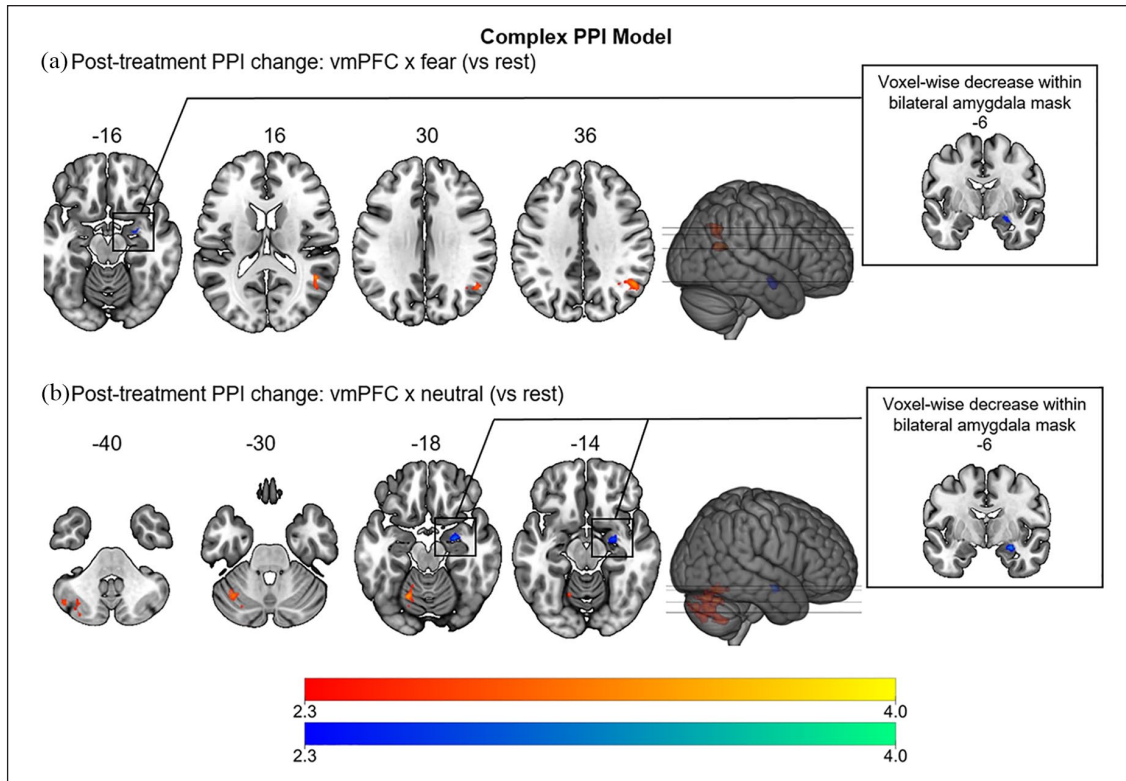 Complex PPI Model
(a) Post-treatment PPI change: vmPFC x fear (vs rest)
Voxel-wise decrease within
bilateral amygdala mask
-6
-16
16
30
36
(b) Post-treatment PPI change: vmPFC x neutral (vs rest)
Voxel-wise decrease within
bilateral amygdala mask
-6
-40
-30
-18
-14
2.3
4.0
2.3
4.0